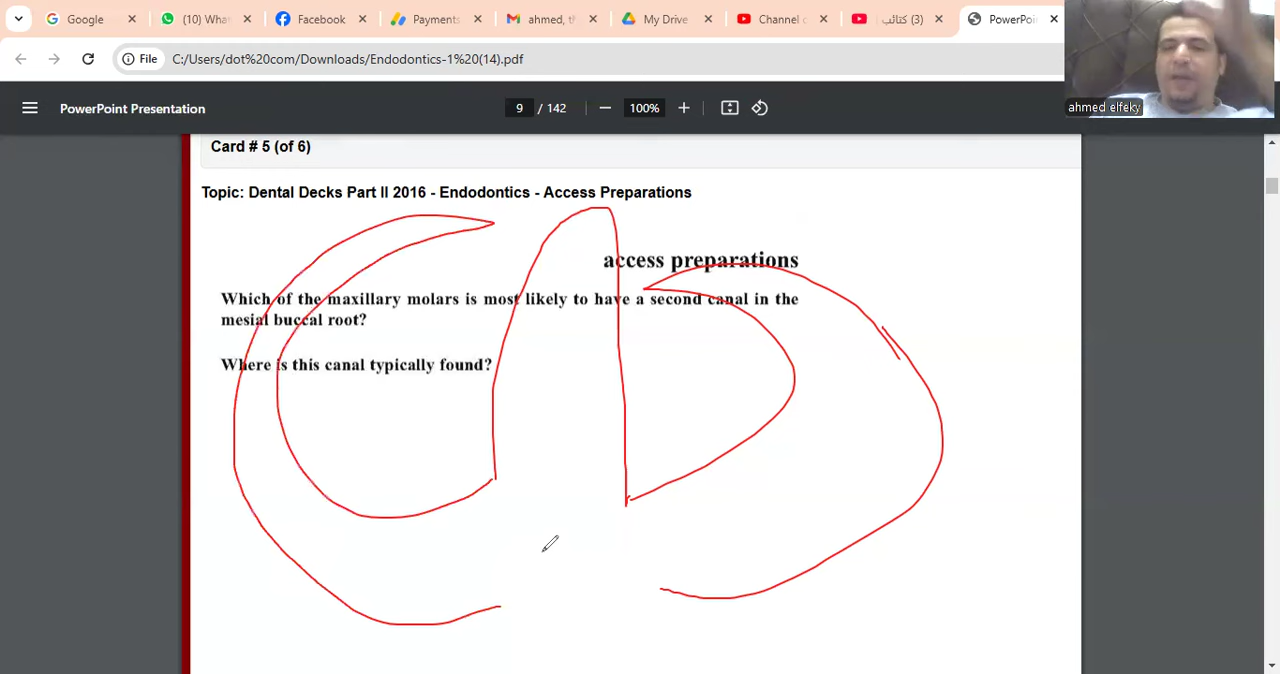 Google
(10) Wha
Facebook
Payments
ahmed, th
My Drive
Channel c
(3) كتائب
PowerPoi
File
C:/Users/dot%20com/Downloads/Endodontics-1%20(14).pdf
ahmed elfeky
PowerPoint Presentation
9 / 142
100%
Card # 5 (of 6)
Topic: Dental Decks Part II 2016 - Endodontics - Access Preparations
access preparations
Which of the maxillary molars is most likely to have a second canal in the
mesial buccal root?
Where is this canal typically found?